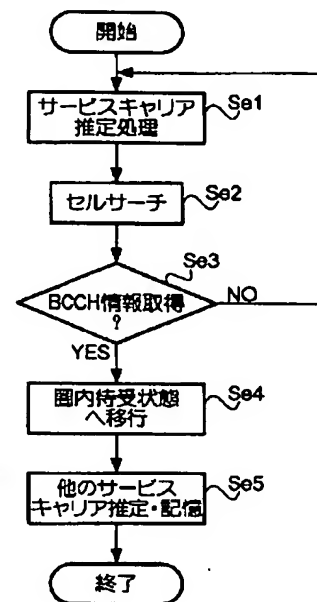 開始
サービスキャリア
推定処理
Se1
セルサーチ
Se2
BCCH情報取得
?
Se3
NO
YES
圏内待受状態
へ移行
Se4
他のサービス
キャリア推定・記憶
Se5
終了